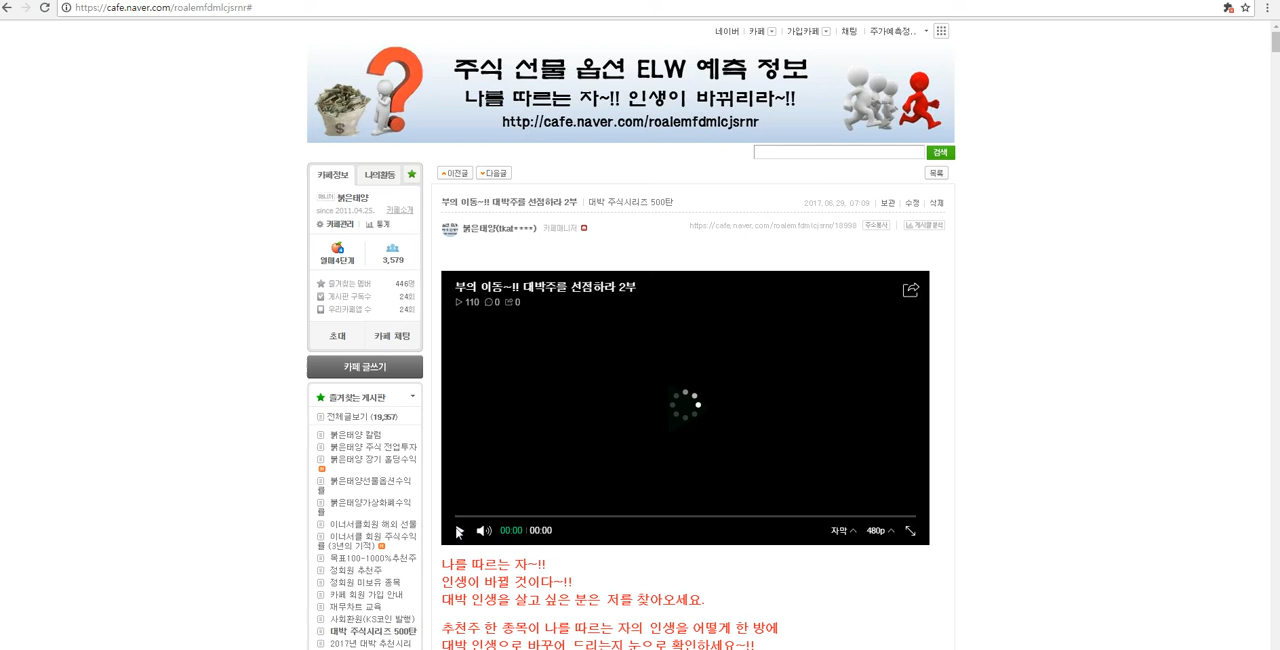 https://cafe.naver.com/roalemfdmlcjsrnr#
네이버 카페 가입카페 채팅 주가예측정..
주식 선물 옵션 ELW 예측 정보
나를 따르는 자~!! 인생이 바뀌리라~!!
http://cafe.naver.com/roalemfdmlcjsrnr
검색
카페정보 나의활동
이전글 다음글 목록
매니저 붉은태양
since 2011.04.25. 카페소개
카페관리 통계
열매4단계 3,579
즐겨찾는 멤버 446명
게시판 구독수 24회
우리카페앱 수 24회
초대 카페 채팅
카페 글쓰기
즐겨찾는 게시판
전체글보기 (19,357)
붉은태양 칼럼
붉은태양 주식 전업투자
붉은태양 장기 홀딩수익
붉은태양선물옵션수익
률
붉은태양가상화폐수익
률
이너서클회원 해외 선물
이너서클 회원 주식수익
률 (3년의 기적)
목표100-1000%추천주
정회원 추천주
정회원 미보유 종목
카페 회원 가입 안내
재무차트 교육
사회환원(KS코인 발행)
대박 주식시리즈 500탄
2017년 대박 추천시리
부의 이동~!! 대박주를 선점하라 2부 대박 주식시리즈 500탄
2017.06.29. 07:09 보관 수정 삭제
붉은태양(tkat****) 카페매니저
https://cafe.naver.com/roalemfdmlcjsrnr/18998 주소복사 게시글 분석
부의 이동~!! 대박주를 선점하라 2부
110 0 0
00:00 00:00 자막 480p
나를 따르는 자~!!
인생이 바뀔 것이다~!!
대박 인생을 살고 싶은 분은 저를 찾아오세요.
추천주 한 종목이 나를 따르는 자의 인생을 어떻게 한 방에
대박 인생으로 바꾸어 드리는지 눈으로 확인하세요~!!